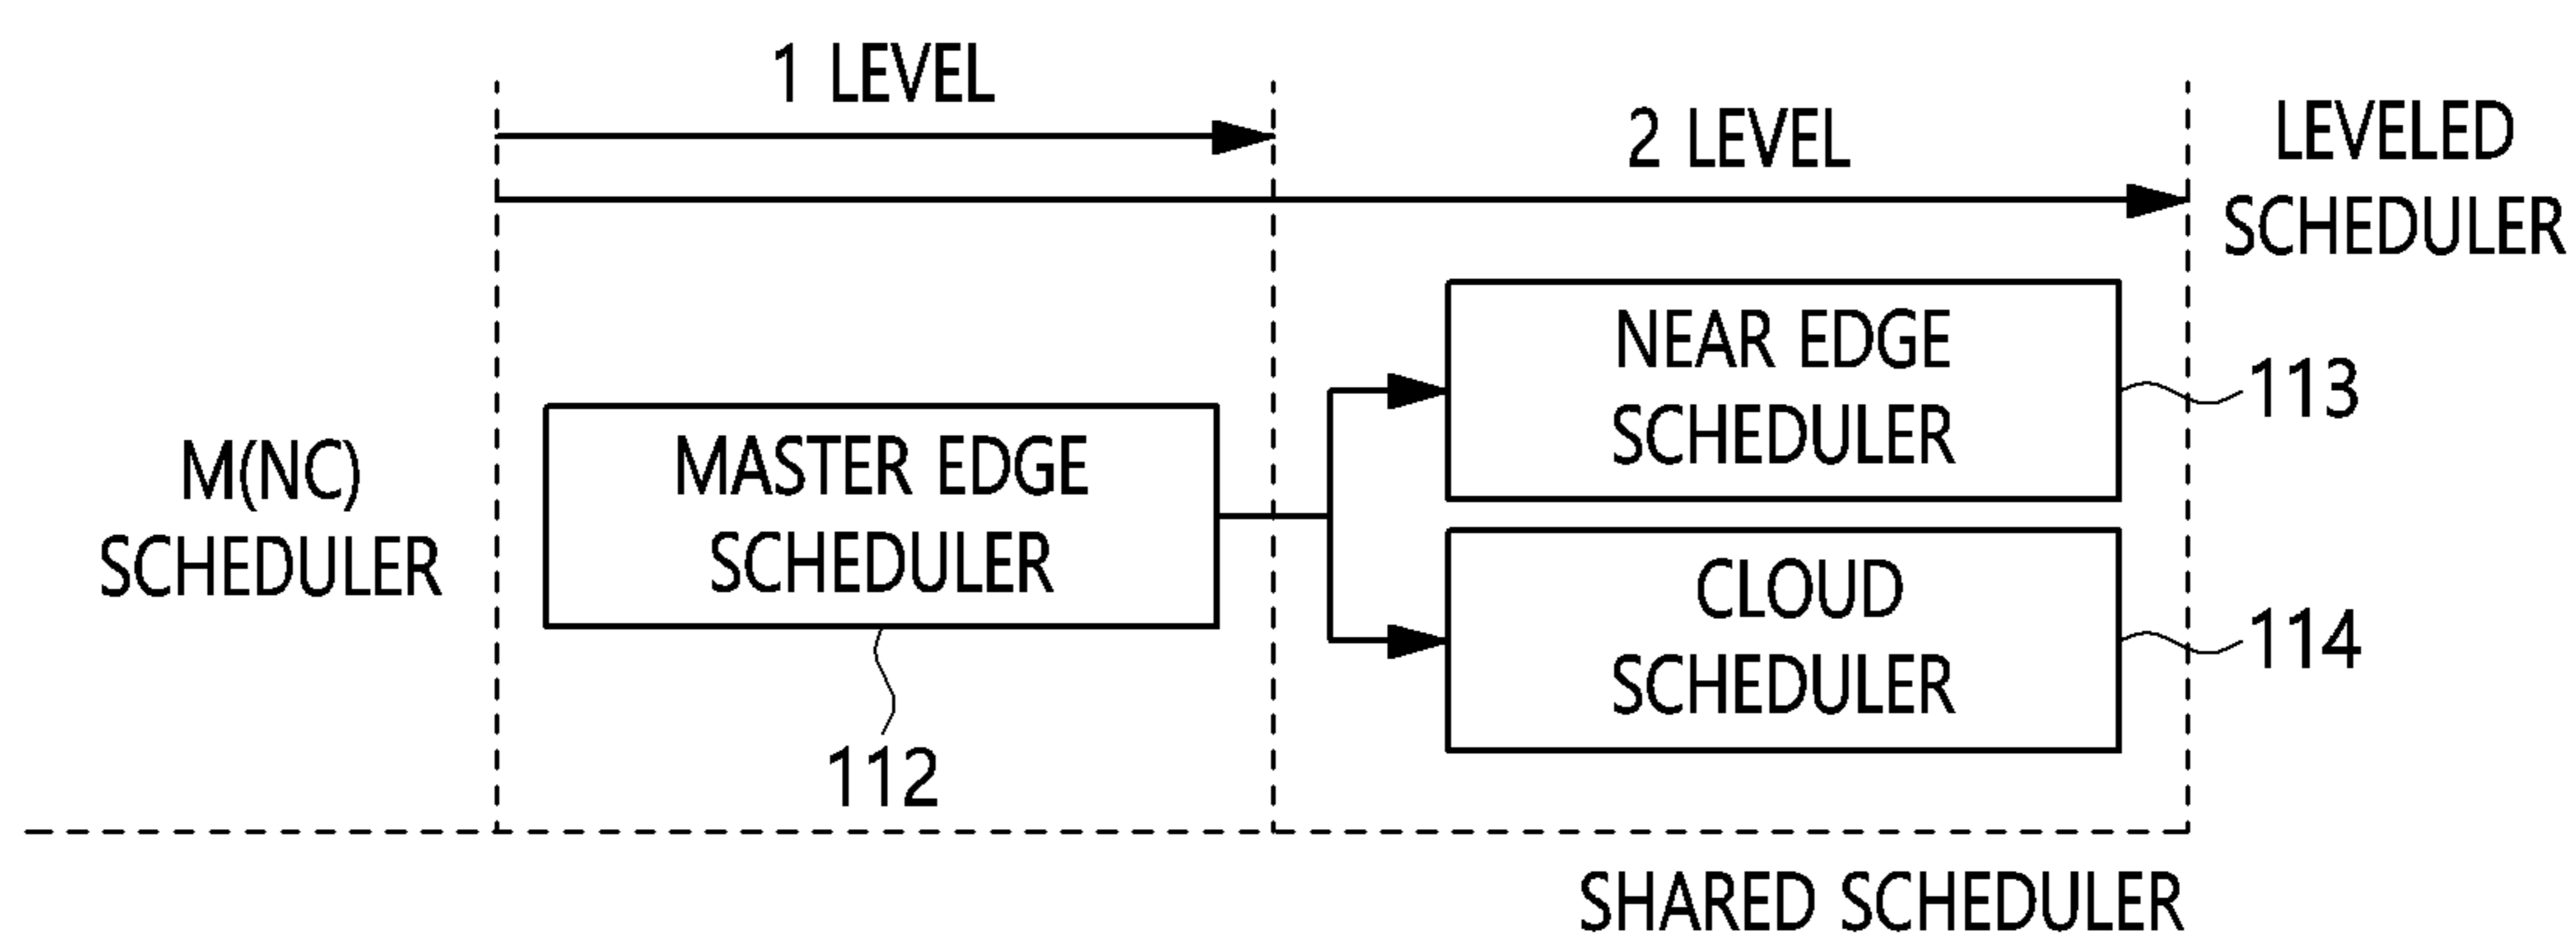 1 LEVEL
2 LEVEL
LEVELED
SCHEDULER
M(NC)
SCHEDULER
MASTER EDGE
SCHEDULER
112
NEAR EDGE
SCHEDULER
113
CLOUD
SCHEDULER
114
SHARED SCHEDULER